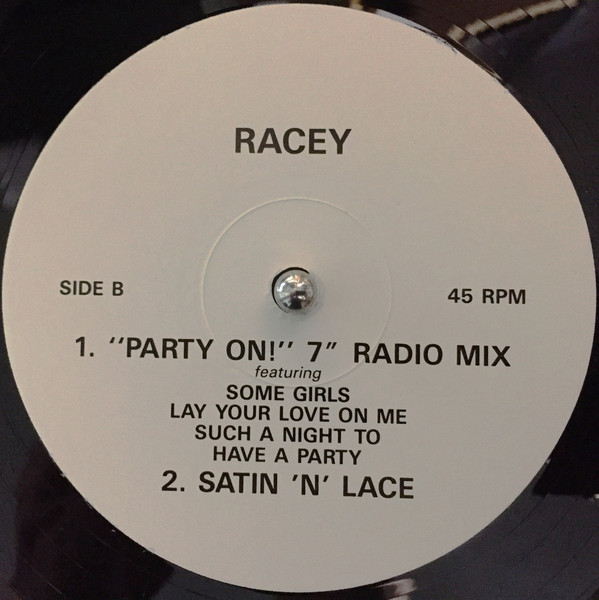 RACEY
SIDE B
45 RPM
1. ''PARTY ON!'' 7″ RADIO MIX
featuring
SOME GIRLS
LAY YOUR LOVE ON ME
SUCH A NIGHT TO
HAVE A PARTY
2. SATIN 'N' LACE